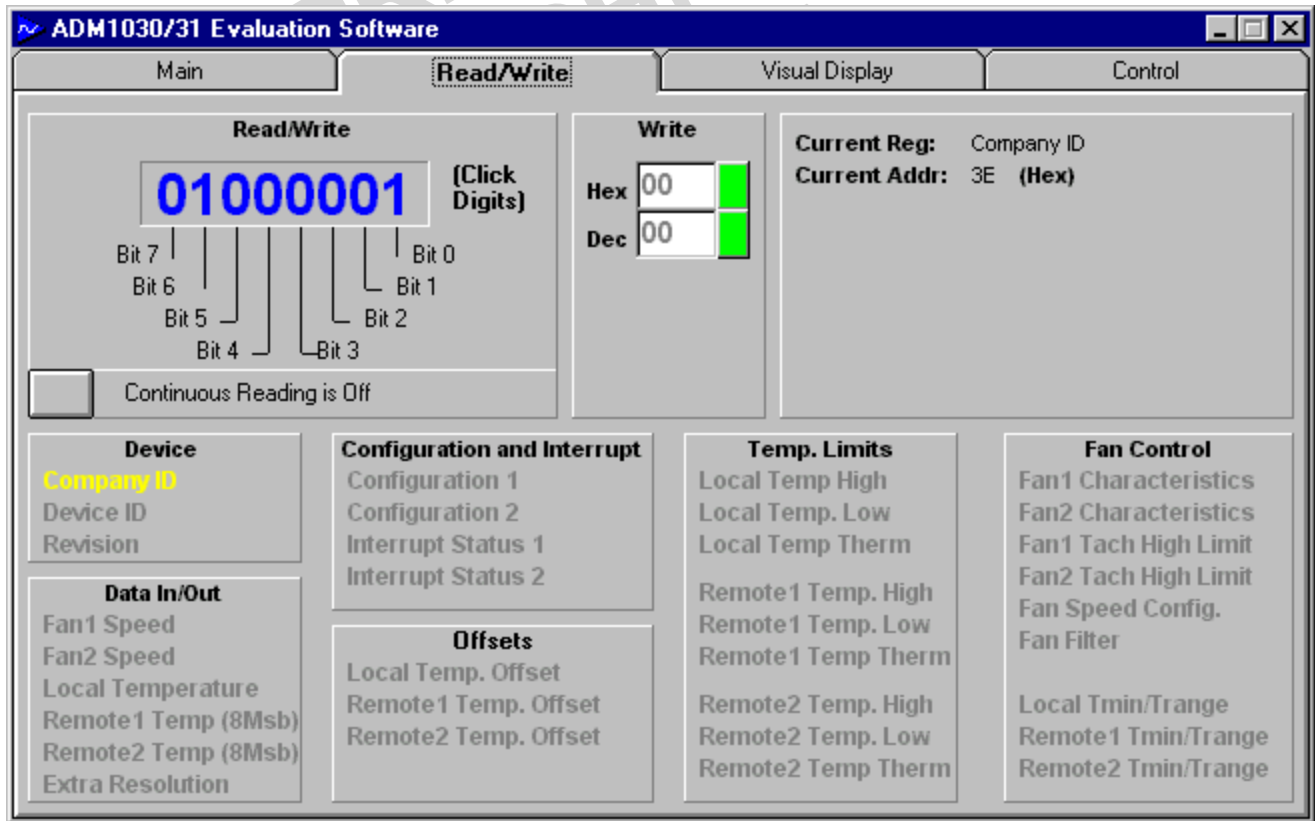 ADM1030/31 Evaluation Software
Main
Read/Write
Visual Display
Control
Read/Write
01000001
(Click
Digits)
Bit 7
Bit 0
Bit 6
Bit 1
Bit 5
Bit 2
Bit 4
Bit 3
Continuous Reading is Off
Write
Hex 00
Dec 00
Current Reg: Company ID
Current Addr: 3E (Hex)
Device
Company ID
Device ID
Revision
Data In/Out
Fan1 Speed
Fan2 Speed
Local Temperature
Remote1 Temp (8Msb)
Remote2 Temp (8Msb)
Extra Resolution
Configuration and Interrupt
Configuration 1
Configuration 2
Interrupt Status 1
Interrupt Status 2
Offsets
Local Temp. Offset
Remote1 Temp. Offset
Remote2 Temp. Offset
Temp. Limits
Local Temp High
Local Temp. Low
Local Temp Therm
Remote1 Temp. High
Remote1 Temp. Low
Remote1 Temp Therm
Remote2 Temp. High
Remote2 Temp. Low
Remote2 Temp Therm
Fan Control
Fan1 Characteristics
Fan2 Characteristics
Fan1 Tach High Limit
Fan2 Tach High Limit
Fan Speed Config.
Fan Filter
Local Tmin/Trange
Remote1 Tmin/Trange
Remote2 Tmin/Trange